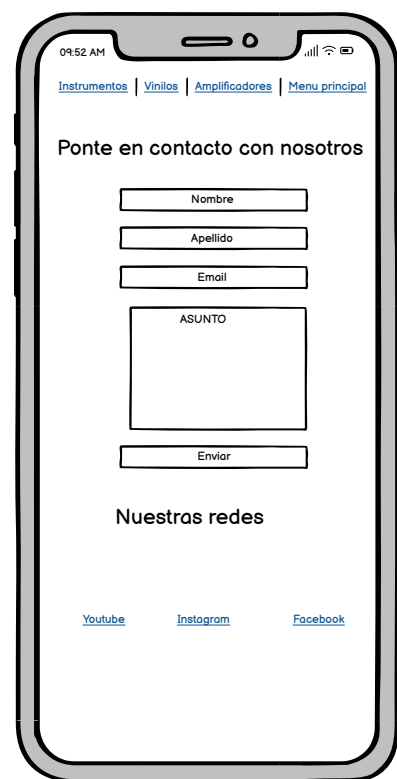 09:52 AM
Instrumentos | Vinilos | Amplificadores | Menu principal
Ponte en contacto con nosotros
Nombre
Apellido
Email
ASUNTO
Enviar
Nuestras redes
Youtube Instagram Facebook